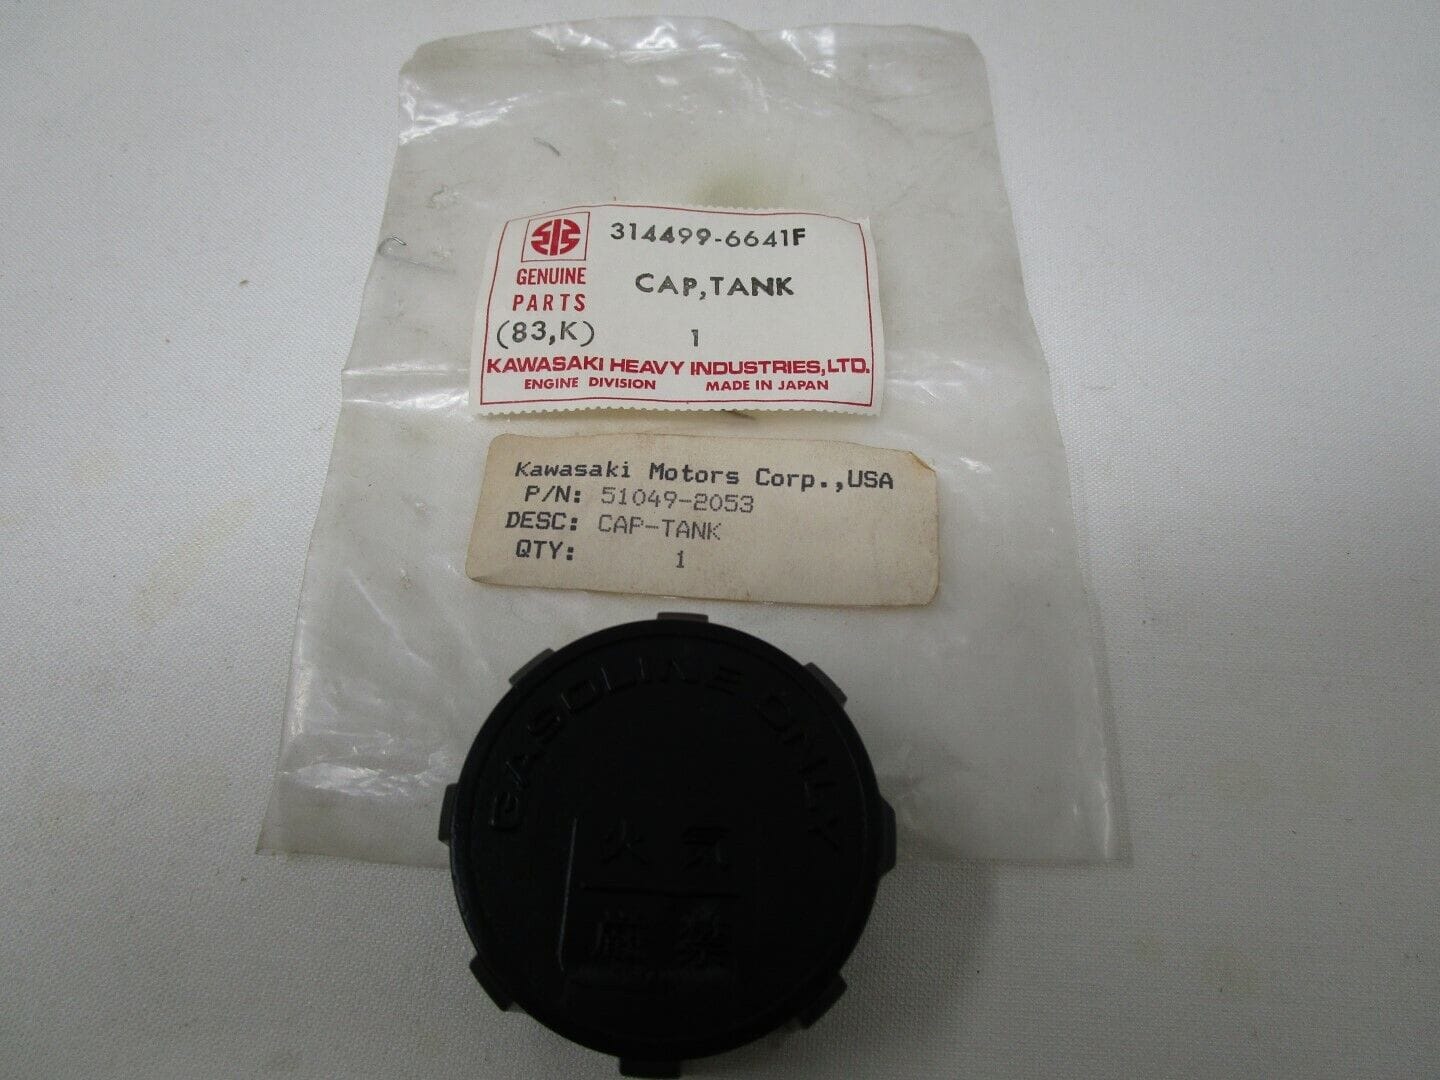 314499-6641F
GENUINE
PARTS
CAP,TANK
(83,K)
1
KAWASAKI HEAVY INDUSTRIES,LTD.
ENGINE DIVISION MADE IN JAPAN
Kawasaki Motors Corp.,USA
P/N: 51049-2053
DESC: CAP-TANK
QTY: 1
GASOLINE ONLY
火気
厳禁